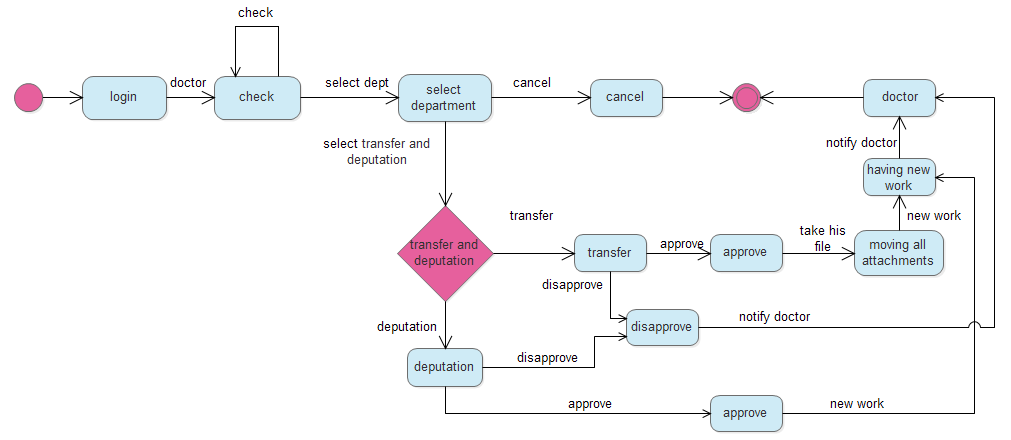 check
doctor
select dept
cancel
login
check
select
department
cancel
doctor
select transfer and
deputation
notify doctor
having new
work
transfer
new work
transfer and
deputation
transfer
approve
approve
take his
file
moving all
attachments
disapprove
disapprove
notify doctor
deputation
deputation
disapprove
approve
approve
new work